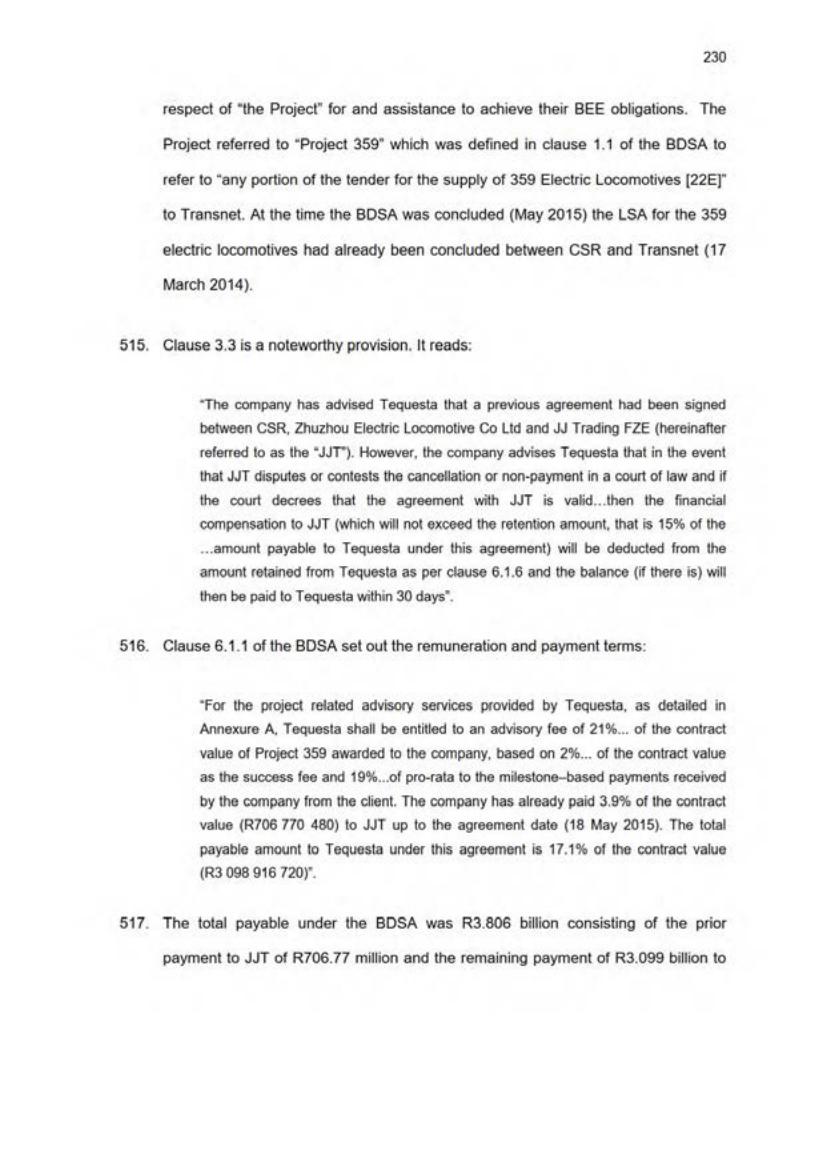 230
respect of “the Project” for and assistance to achieve their BEE obligations. The
Project referred to “Project 359” which was defined in clause 1.1 of the BDSA to
refer to “any portion of the tender for the supply of 359 Electric Locomotives [22E]”
to Transnet. At the time the BDSA was concluded (May 2015) the LSA for the 359
electric locomotives had already been concluded between CSR and Transnet (17
March 2014).
515. Clause 3.3 is a noteworthy provision. It reads:
“The company has advised Tequesta that a previous agreement had been signed
between CSR, Zhuzhou Electric Locomotive Co Ltd and JJ Trading FZE (hereinafter
referred to as the “JJT”). However, the company advises Tequesta that in the event
that JJT disputes or contests the cancellation or non-payment in a court of law and if
the court decrees that the agreement with JJT is valid…then the financial
compensation to JJT (which will not exceed the retention amount, that is 15% of the
…amount payable to Tequesta under this agreement) will be deducted from the
amount retained from Tequesta as per clause 6.1.6 and the balance (if there is) will
then be paid to Tequesta within 30 days”.
516. Clause 6.1.1 of the BDSA set out the remuneration and payment terms:
“For the project related advisory services provided by Tequesta, as detailed in
Annexure A, Tequesta shall be entitled to an advisory fee of 21%... of the contract
value of Project 359 awarded to the company, based on 2%... of the contract value
as the success fee and 19%...of pro-rata to the milestone–based payments received
by the company from the client. The company has already paid 3.9% of the contract
value (R706 770 480) to JJT up to the agreement date (18 May 2015). The total
payable amount to Tequesta under this agreement is 17.1% of the contract value
(R3 098 916 720)”.
517. The total payable under the BDSA was R3.806 billion consisting of the prior
payment to JJT of R706.77 million and the remaining payment of R3.099 billion to